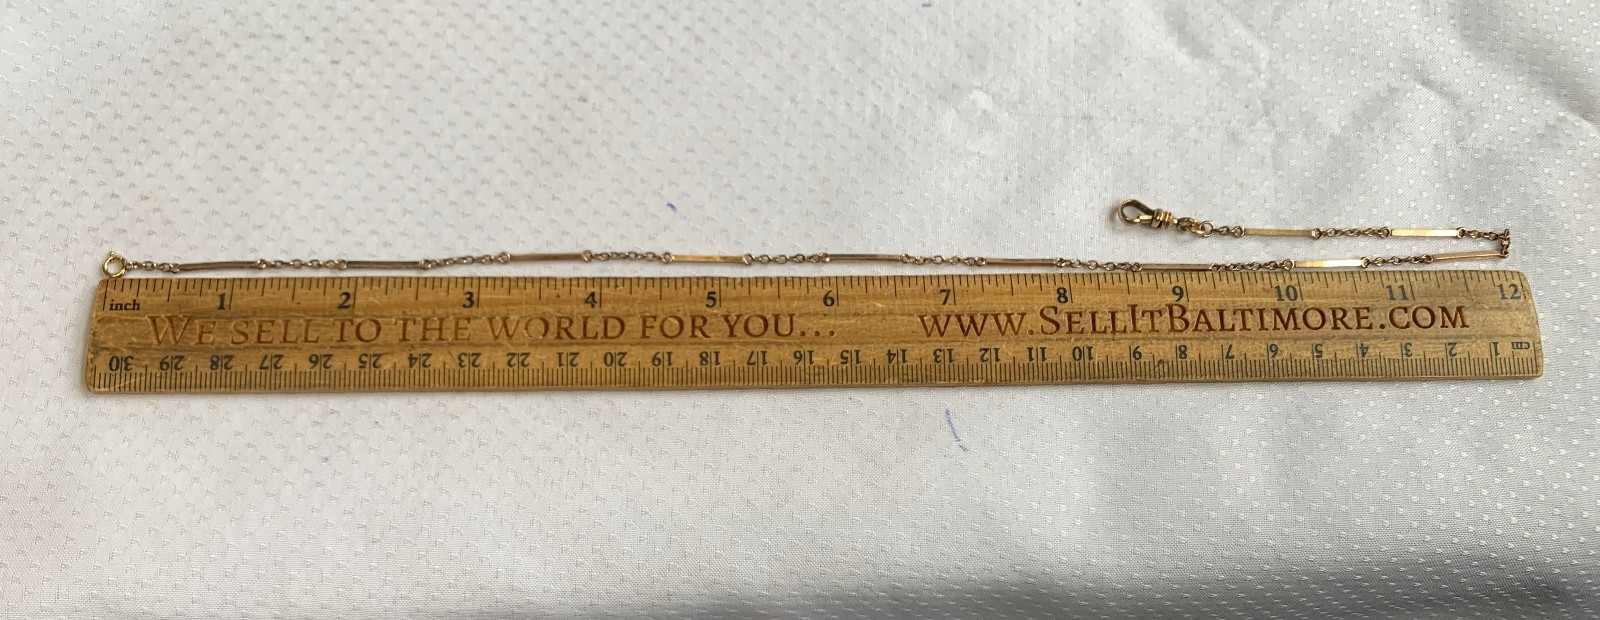 inch 1 2 3 4 5 6 7 8 9 10 11 12
WE SELL TO THE WORLD FOR YOU... WWW.SELLITBALTIMORE.COM
30 29 28 27 26 25 24 23 22 21 20 19 18 17 16 15 14 13 12 11 10 9 8 7 6 5 4 3 2 1 cm